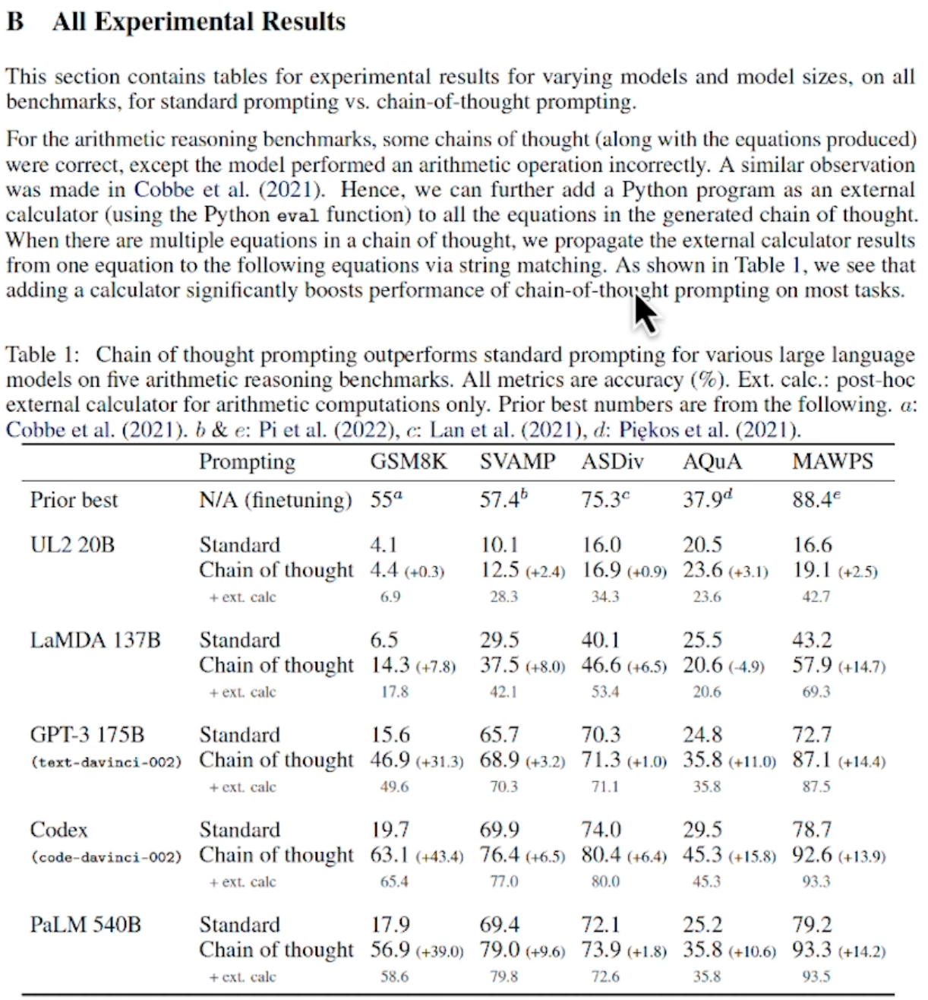 B All Experimental Results
This section contains tables for experimental results for varying models and model sizes, on all
benchmarks, for standard prompting vs. chain-of-thought prompting.
For the arithmetic reasoning benchmarks, some chains of thought (along with the equations produced)
were correct, except the model performed an arithmetic operation incorrectly. A similar observation
was made in Cobbe et al. (2021). Hence, we can further add a Python program as an external
calculator (using the Python eval function) to all the equations in the generated chain of thought.
When there are multiple equations in a chain of thought, we propagate the external calculator results
from one equation to the following equations via string matching. As shown in Table 1, we see that
adding a calculator significantly boosts performance of chain-of-thought prompting on most tasks.
Table 1: Chain of thought prompting outperforms standard prompting for various large language
models on five arithmetic reasoning benchmarks. All metrics are accuracy (%). Ext. calc.: post-hoc
external calculator for arithmetic computations only. Prior best numbers are from the following. a:
Cobbe et al. (2021). b & e: Pi et al. (2022), c: Lan et al. (2021), d: Piękos et al. (2021).
Prompting GSM8K SVAMP ASDiv AQuA MAWPS
Prior best N/A (finetuning) 55ᵃ 57.4ᵇ 75.3ᶜ 37.9ᵈ 88.4ᵉ
UL2 20B Standard 4.1 10.1 16.0 20.5 16.6
Chain of thought 4.4 (+0.3) 12.5 (+2.4) 16.9 (+0.9) 23.6 (+3.1) 19.1 (+2.5)
+ ext. calc 6.9 28.3 34.3 23.6 42.7
LaMDA 137B Standard 6.5 29.5 40.1 25.5 43.2
Chain of thought 14.3 (+7.8) 37.5 (+8.0) 46.6 (+6.5) 20.6 (-4.9) 57.9 (+14.7)
+ ext. calc 17.8 42.1 53.4 20.6 69.3
GPT-3 175B Standard 15.6 65.7 70.3 24.8 72.7
(text-davinci-002) Chain of thought 46.9 (+31.3) 68.9 (+3.2) 71.3 (+1.0) 35.8 (+11.0) 87.1 (+14.4)
+ ext. calc 49.6 70.3 71.1 35.8 87.5
Codex Standard 19.7 69.9 74.0 29.5 78.7
(code-davinci-002) Chain of thought 63.1 (+43.4) 76.4 (+6.5) 80.4 (+6.4) 45.3 (+15.8) 92.6 (+13.9)
+ ext. calc 65.4 77.0 80.0 45.3 93.3
PaLM 540B Standard 17.9 69.4 72.1 25.2 79.2
Chain of thought 56.9 (+39.0) 79.0 (+9.6) 73.9 (+1.8) 35.8 (+10.6) 93.3 (+14.2)
+ ext. calc 58.6 79.8 72.6 35.8 93.5